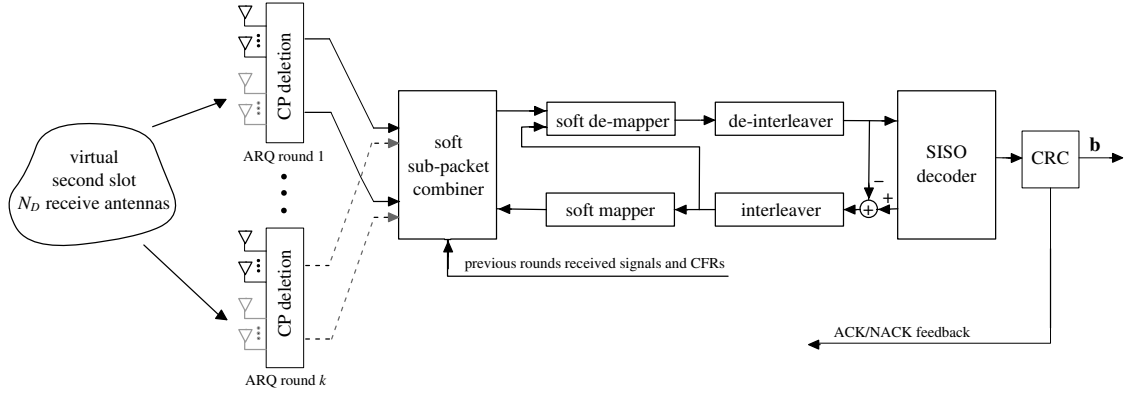 CP deletion
ARQ round 1
virtual
second slot
N_D receive antennas
CP deletion
ARQ round k
soft
sub-packet
combiner
soft de-mapper
de-interleaver
soft mapper
interleaver
−
+
+
SISO
decoder
CRC
b
previous rounds received signals and CFRs
ACK/NACK feedback